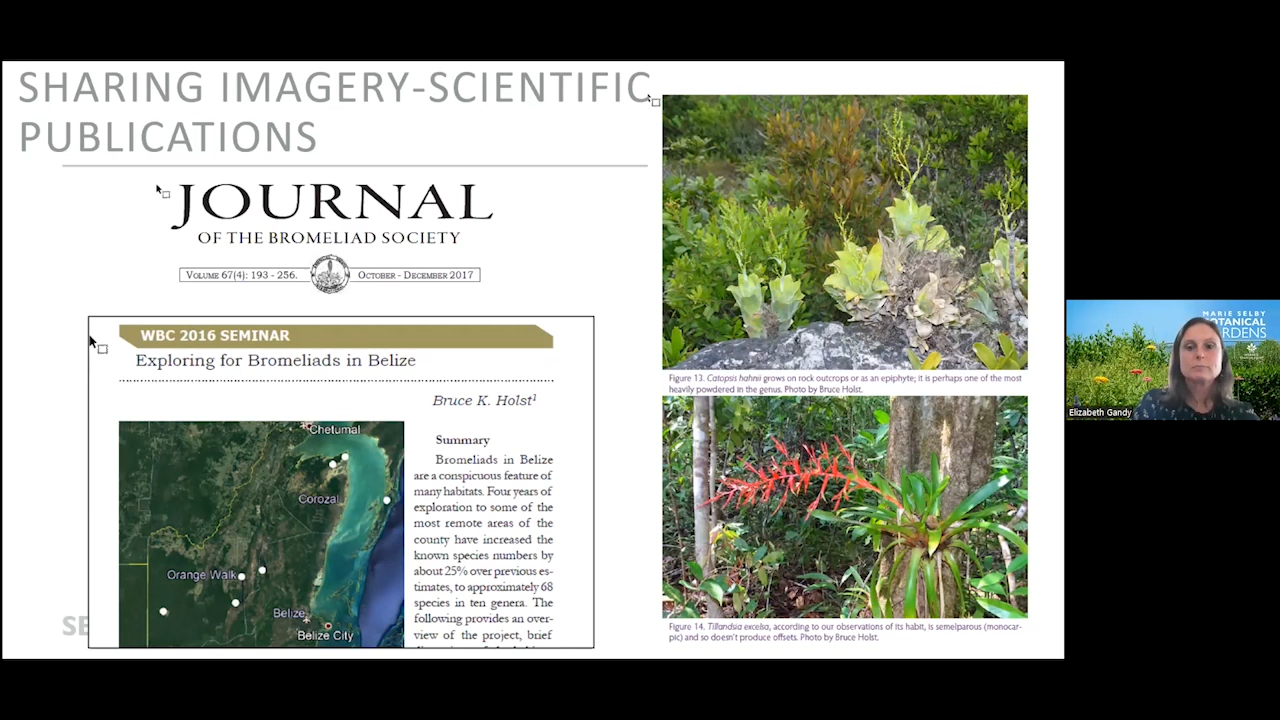 SHARING IMAGERY-SCIENTIFIC
PUBLICATIONS
JOURNAL
OF THE BROMELIAD SOCIETY
VOLUME 67(4): 193 - 256. OCTOBER - DECEMBER 2017
WBC 2016 SEMINAR
Exploring for Bromeliads in Belize
Bruce K. Holst¹
Chetumal
Corozal
Orange Walk
Belize
Belize City
Summary
Bromeliads in Belize
are a conspicuous feature of
many habitats. Four years of
exploration to some of the
most remote areas of the
county have increased the
known species numbers by
about 25% over previous es-
timates, to approximately 68
species in ten genera. The
following provides an over-
view of the project, brief
SE
Figure 13. Catopsis hahnii grows on rock outcrops or as an epiphyte; it is perhaps one of the most
heavily powdered in the genus. Photo by Bruce Holst.
Figure 14. Tillandsia excelsa, according to our observations of its habit, is semelparous (monocar-
pic) and so doesn't produce offsets. Photo by Bruce Holst.
MARIE SELBY
BOTANICAL
RDENS
Elizabeth Gandy